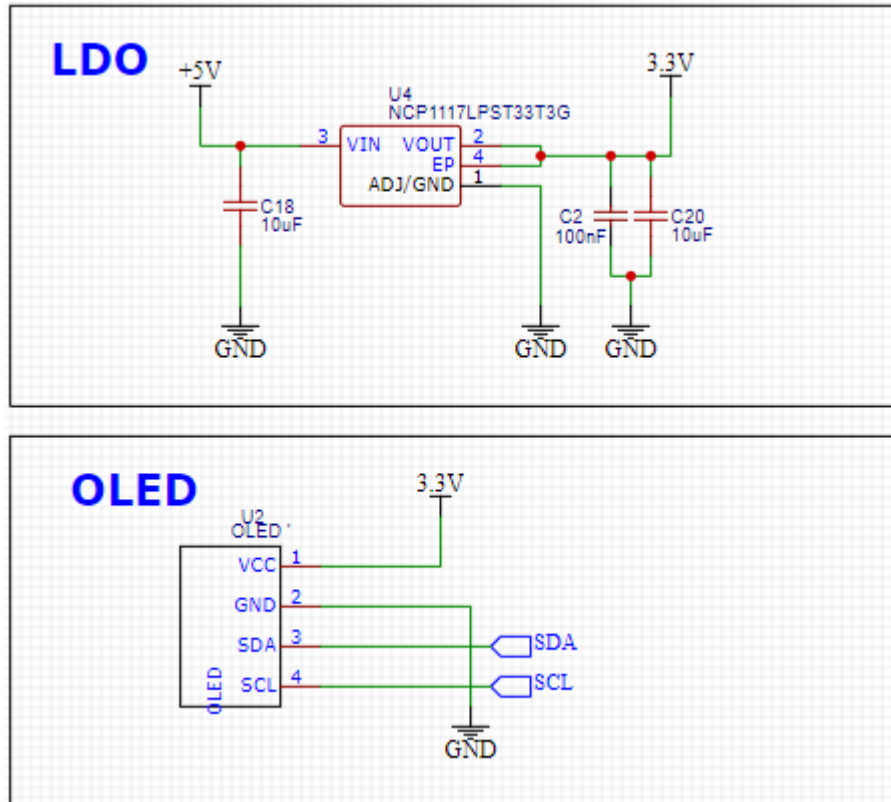 LDO
+5V
3.3V
U4
NCP1117LPST33T3G
3 VIN VOUT 2
EP 4
ADJ/GND 1
C18
10uF
C2
100nF
C20
10uF
GND
GND
GND
OLED
3.3V
U2
OLED
VCC 1
GND 2
SDA 3
SDA
SCL 4
SCL
OLED
GND